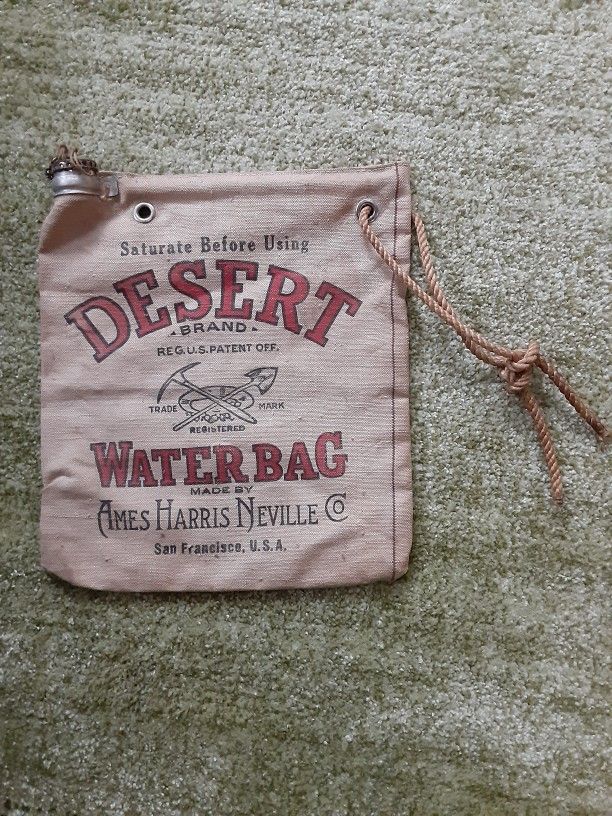 Saturate Before Using
DESERT
BRAND
REG. U.S. PATENT OFF.
TRADE MARK
REGISTERED
WATER BAG
MADE BY
AMES HARRIS NEVILLE Co
San Francisco, U.S.A.